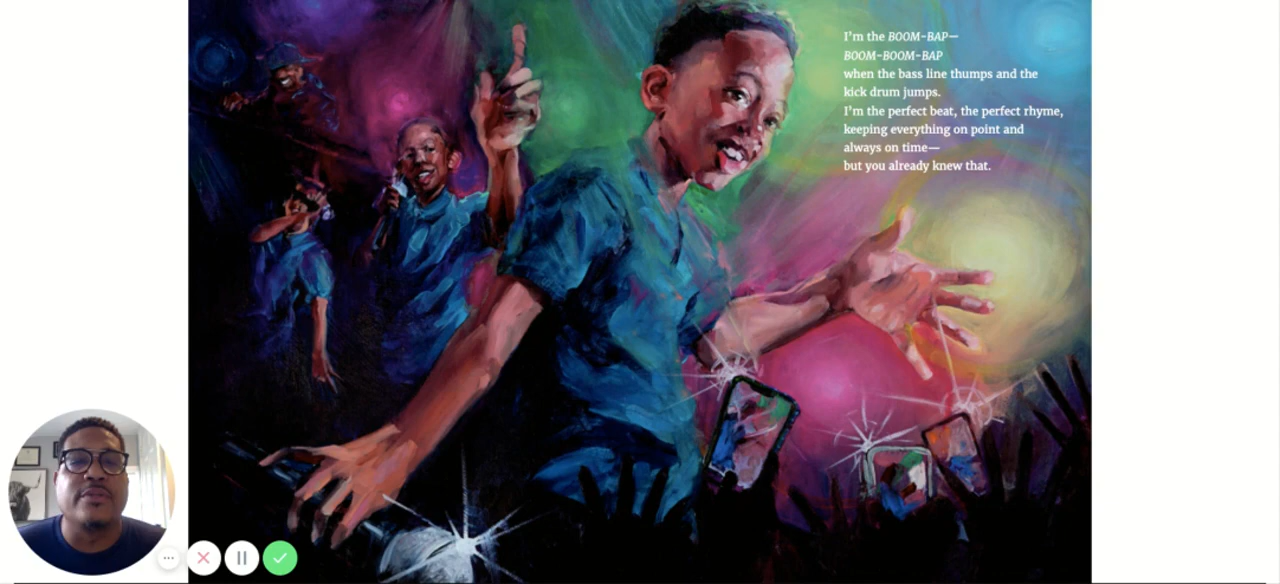 I'm the BOOM-BAP—
BOOM-BOOM-BAP
when the bass line thumps and the
kick drum jumps.
I'm the perfect beat, the perfect rhyme,
keeping everything on point and
always on time—
but you already knew that.